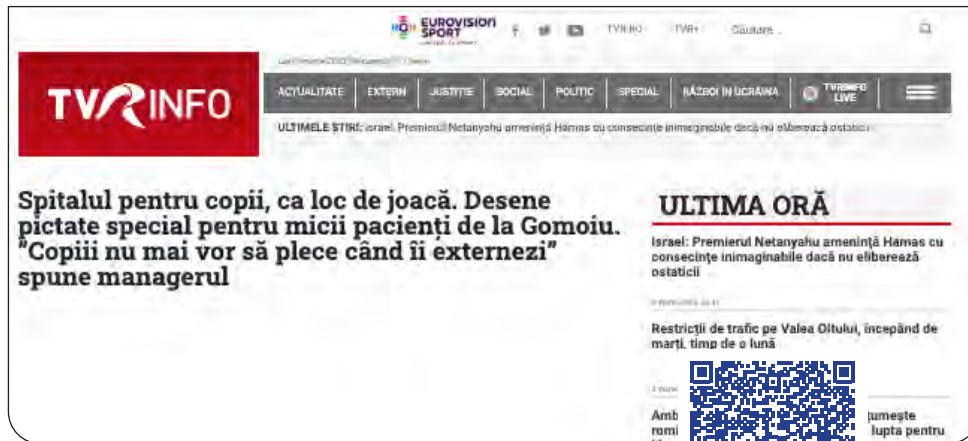 EUROVISION
SPORT
TVR.RO TVR+ Căutare...
TVRINFO
ACTUALITATE EXTERN JUSTIȚIE SOCIAL POLITIC SPECIAL RĂZBOI ÎN UCRAINA TVRINFO LIVE
ULTIMELE ȘTIRI: Israel: Premierul Netanyahu amenință Hamas cu consecințe inimaginabile dacă nu eliberează ostaticii
Spitalul pentru copii, ca loc de joacă. Desene
pictate special pentru micii pacienți de la Gomoiu.
"Copiii nu mai vor să plece când îi externezi"
spune managerul
ULTIMA ORĂ
Israel: Premierul Netanyahu amenință Hamas cu
consecințe inimaginabile dacă nu eliberează
ostaticii
Restricții de trafic pe Valea Oltului, începând de
marți, timp de o lună
Amb
tumește
romi
lupta pentru